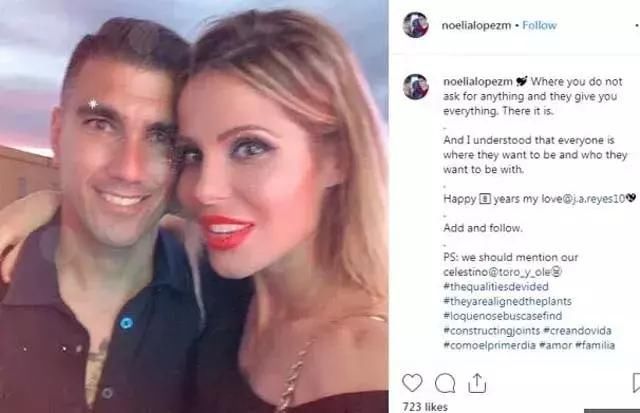 noelialopezm • Follow
noelialopezm 💘 Where you do not
ask for anything and they give you
everything. There it is.
.
And I understood that everyone is
where they want to be and who they
want to be with.
.
Happy 8️⃣ years my love@j.a.reyes10💘
.
Add and follow.
.
PS: we should mention our
celestino@toro_y_ole😻
#thequalitiesdevided
#theyarealignedtheplants
#loquenosebuscasefind
#constructingjoints #creandovida
#comoelprimerdia #amor #familia
723 likes